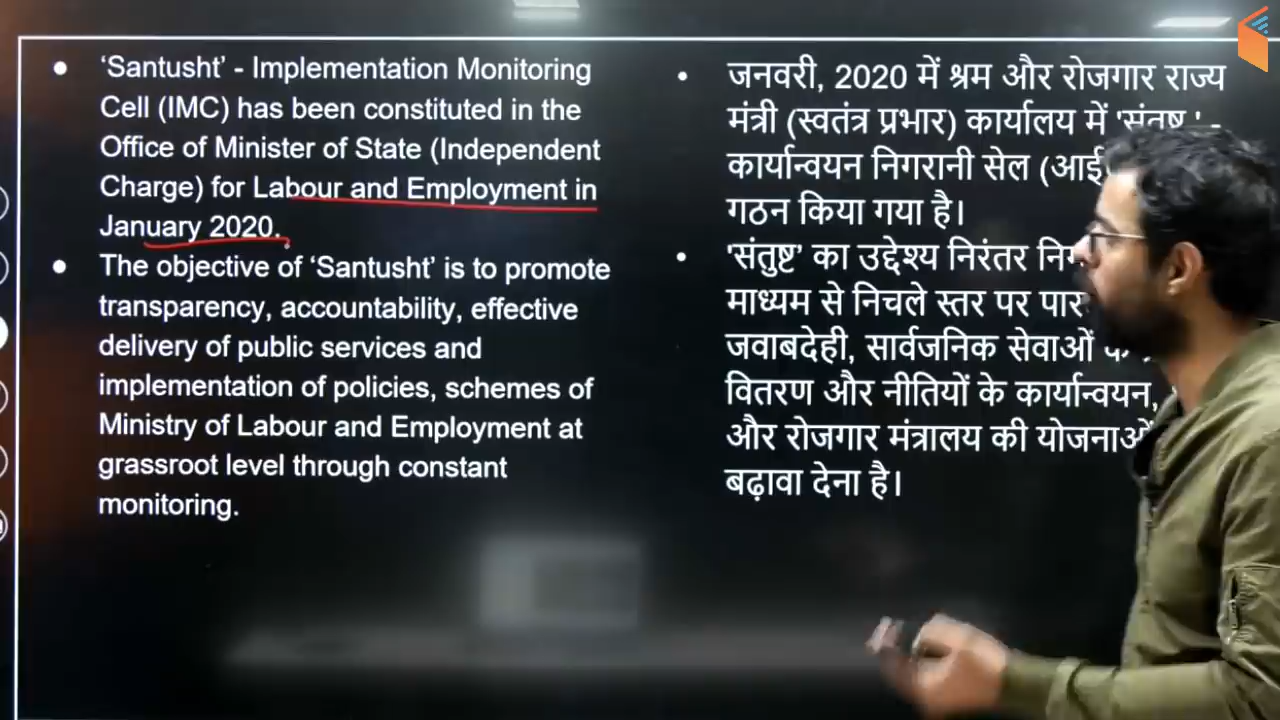 • ‘Santusht’ - Implementation Monitoring
Cell (IMC) has been constituted in the
Office of Minister of State (Independent
Charge) for Labour and Employment in
January 2020.
• The objective of ‘Santusht’ is to promote
transparency, accountability, effective
delivery of public services and
implementation of policies, schemes of
Ministry of Labour and Employment at
grassroot level through constant
monitoring.
• जनवरी, 2020 में श्रम और रोजगार राज्य
मंत्री (स्वतंत्र प्रभार) कार्यालय में
कार्यान्वयन निगरानी सेल
गठन किया गया है।
• 'संतुष्ट’ का उद्देश्य निरंतर
माध्यम से निचले स्तर पर
जवाबदेही, सार्वजनिक सेवाओं
वितरण और नीतियों के कार्यान्वयन,
और रोजगार मंत्रालय की योजनाओं
बढ़ावा देना है।